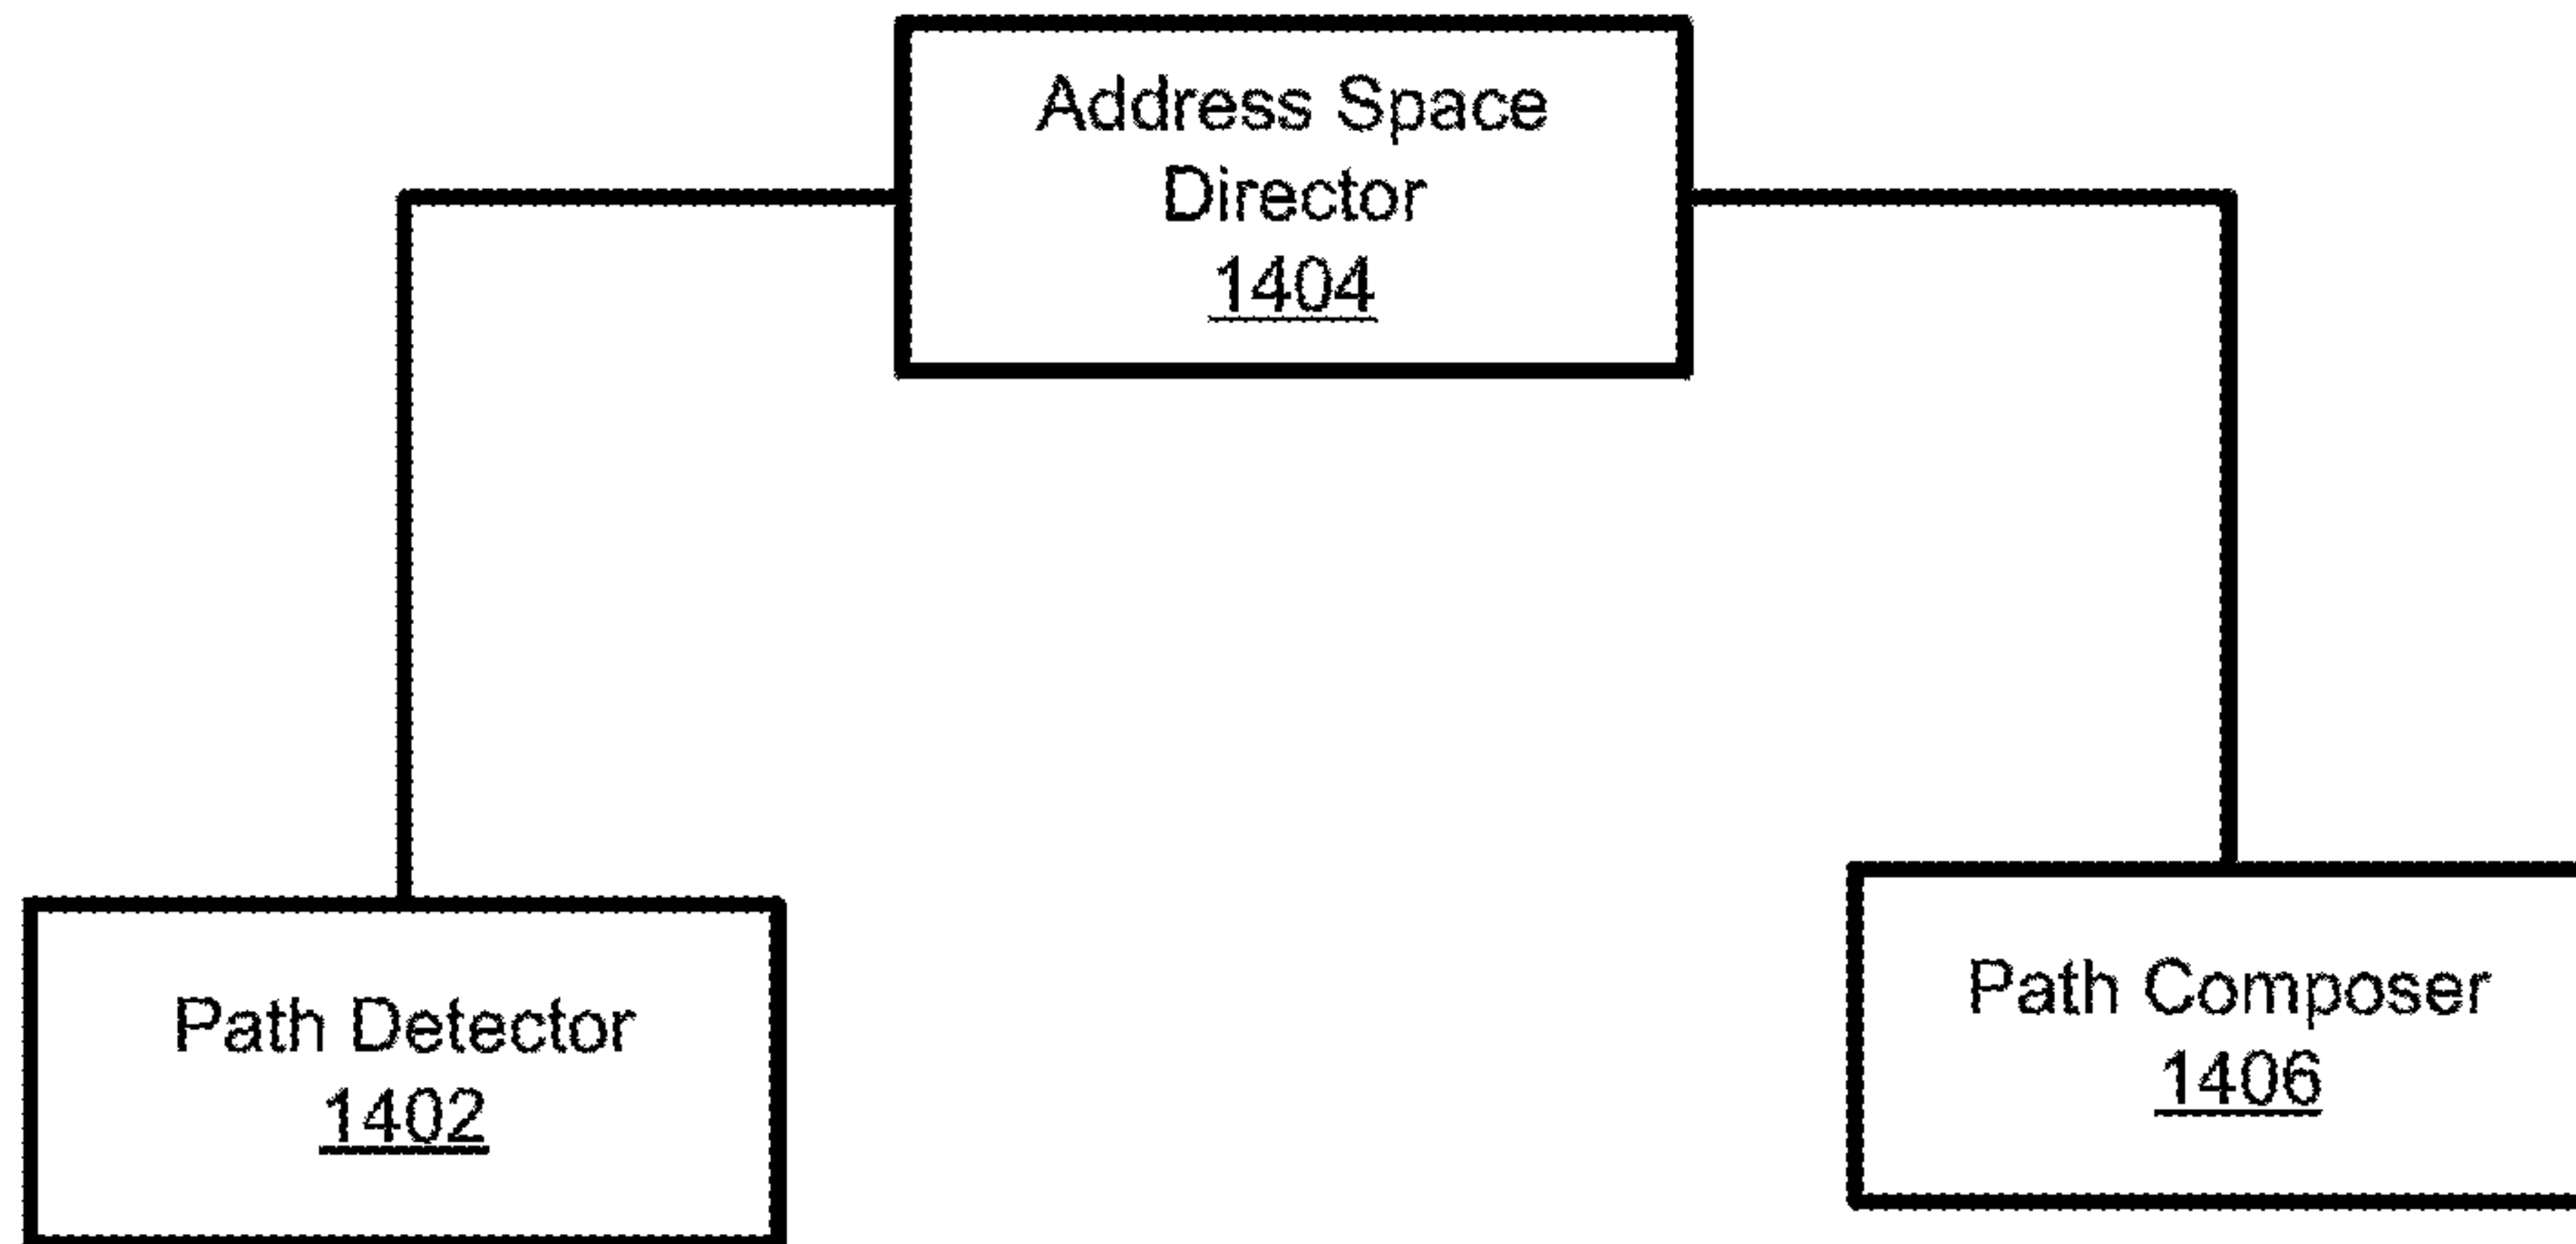 Address Space
Director
1404
Path Detector
1402
Path Composer
1406